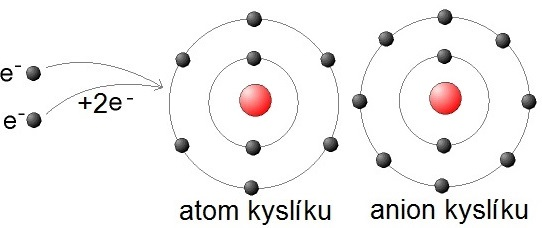 e-
+2e-
e-
atom kyslíku
anion kyslíku